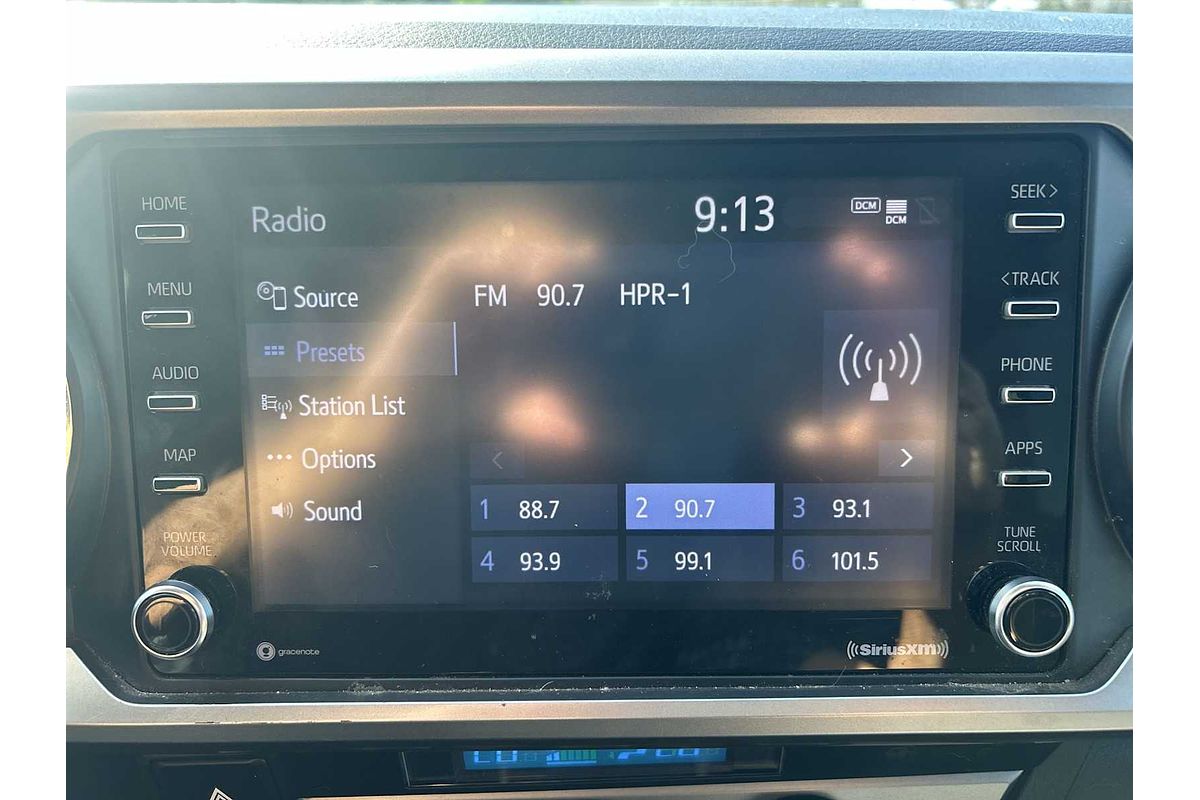 HOME
MENU
AUDIO
MAP
POWER
VOLUME
Radio
9:13
DCM
DCM
Source
Presets
Station List
Options
Sound
FM 90.7 HPR-1
1 88.7
2 90.7
3 93.1
4 93.9
5 99.1
6 101.5
SEEK >
< TRACK
PHONE
APPS
TUNE
SCROLL
gracenote
SiriusXM
LO